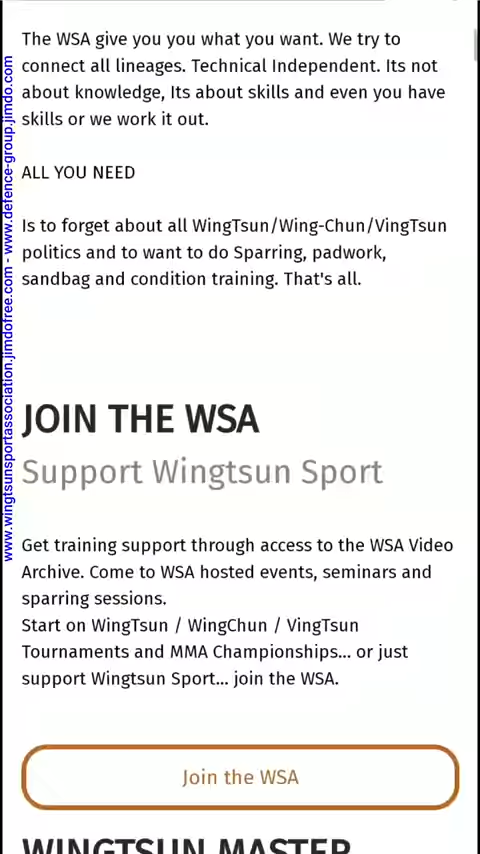 The WSA give you you what you want. We try to
connect all lineages. Technical Independent. Its not
about knowledge, Its about skills and even you have
skills or we work it out.
ALL YOU NEED
Is to forget about all WingTsun/Wing-Chun/VingTsun
politics and to want to do Sparring, padwork,
sandbag and condition training. That's all.
JOIN THE WSA
Support Wingtsun Sport
Get training support through access to the WSA Video
Archive. Come to WSA hosted events, seminars and
sparring sessions.
Start on WingTsun / WingChun / VingTsun
Tournaments and MMA Championships... or just
support Wingtsun Sport... join the WSA.
Join the WSA
WINGTSUN MASTER
www.wingtsunsportassociation.jimdofree.com - www.defence-group.jimdo.com